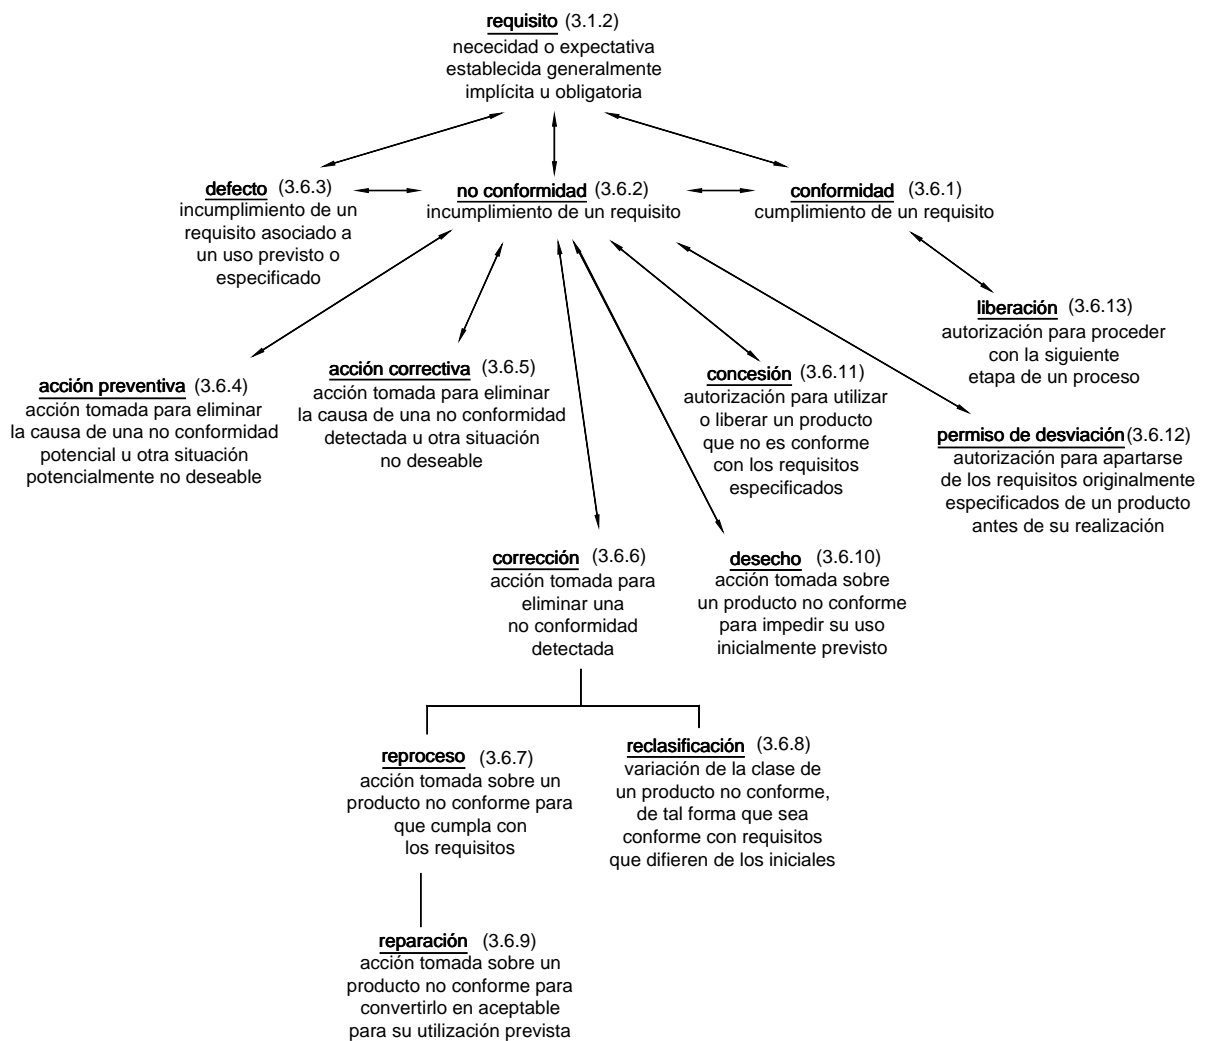 requisito (3.1.2)
nececidad o expectativa
establecida generalmente
implícita u obligatoria
defecto (3.6.3)
incumplimiento de un
requisito asociado a
un uso previsto o
especificado
no conformidad (3.6.2)
incumplimiento de un requisito
conformidad (3.6.1)
cumplimiento de un requisito
liberación (3.6.13)
autorización para proceder
con la siguiente
etapa de un proceso
acción preventiva (3.6.4)
acción tomada para eliminar
la causa de una no conformidad
potencial u otra situación
potencialmente no deseable
acción correctiva (3.6.5)
acción tomada para eliminar
la causa de una no conformidad
detectada u otra situación
no deseable
concesión (3.6.11)
autorización para utilizar
o liberar un producto
que no es conforme
con los requisitos
especificados
permiso de desviación (3.6.12)
autorización para apartarse
de los requisitos originalmente
especificados de un producto
antes de su realización
corrección (3.6.6)
acción tomada para
eliminar una
no conformidad
detectada
desecho (3.6.10)
acción tomada sobre
un producto no conforme
para impedir su uso
inicialmente previsto
reproceso (3.6.7)
acción tomada sobre un
producto no conforme para
que cumpla con
los requisitos
reclasificación (3.6.8)
variación de la clase de
un producto no conforme,
de tal forma que sea
conforme con requisitos
que difieren de los iniciales
reparación (3.6.9)
acción tomada sobre un
producto no conforme para
convertirlo en aceptable
para su utilización prevista